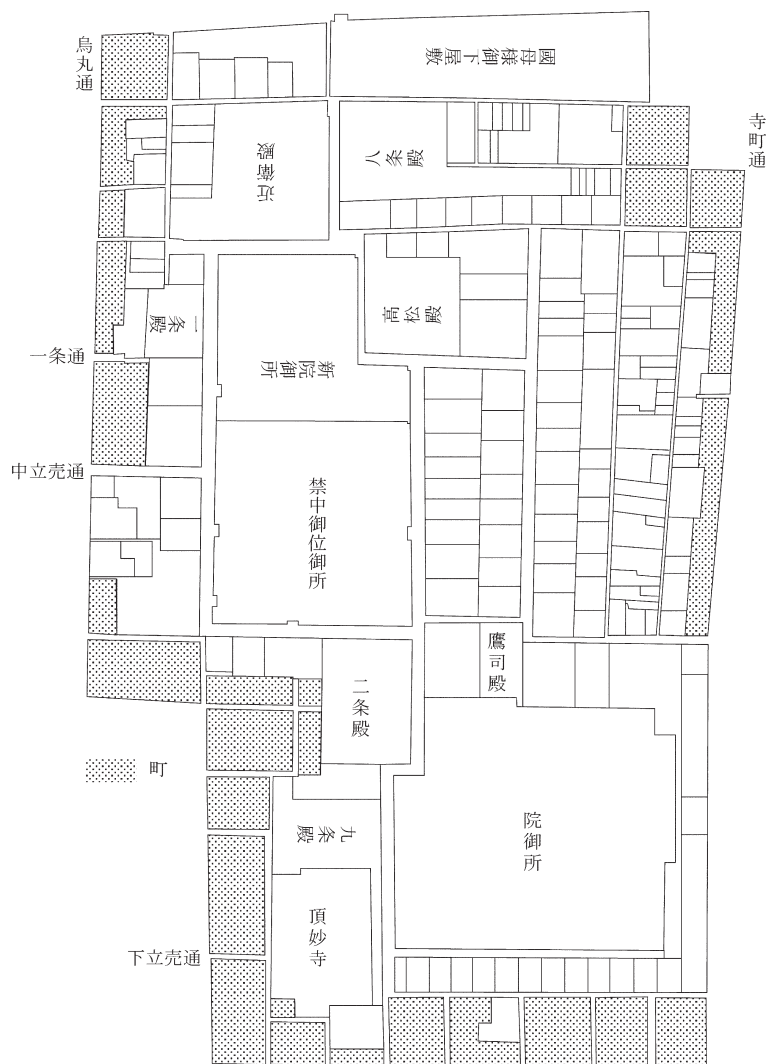 烏丸通
國母様御下屋敷
寺町通
近衛殿
八条殿
一条殿
高松殿
新院御所
一条通
中立売通
禁中御位御所
鷹司殿
二条殿
町
院御所
九条殿
頂妙寺
下立売通